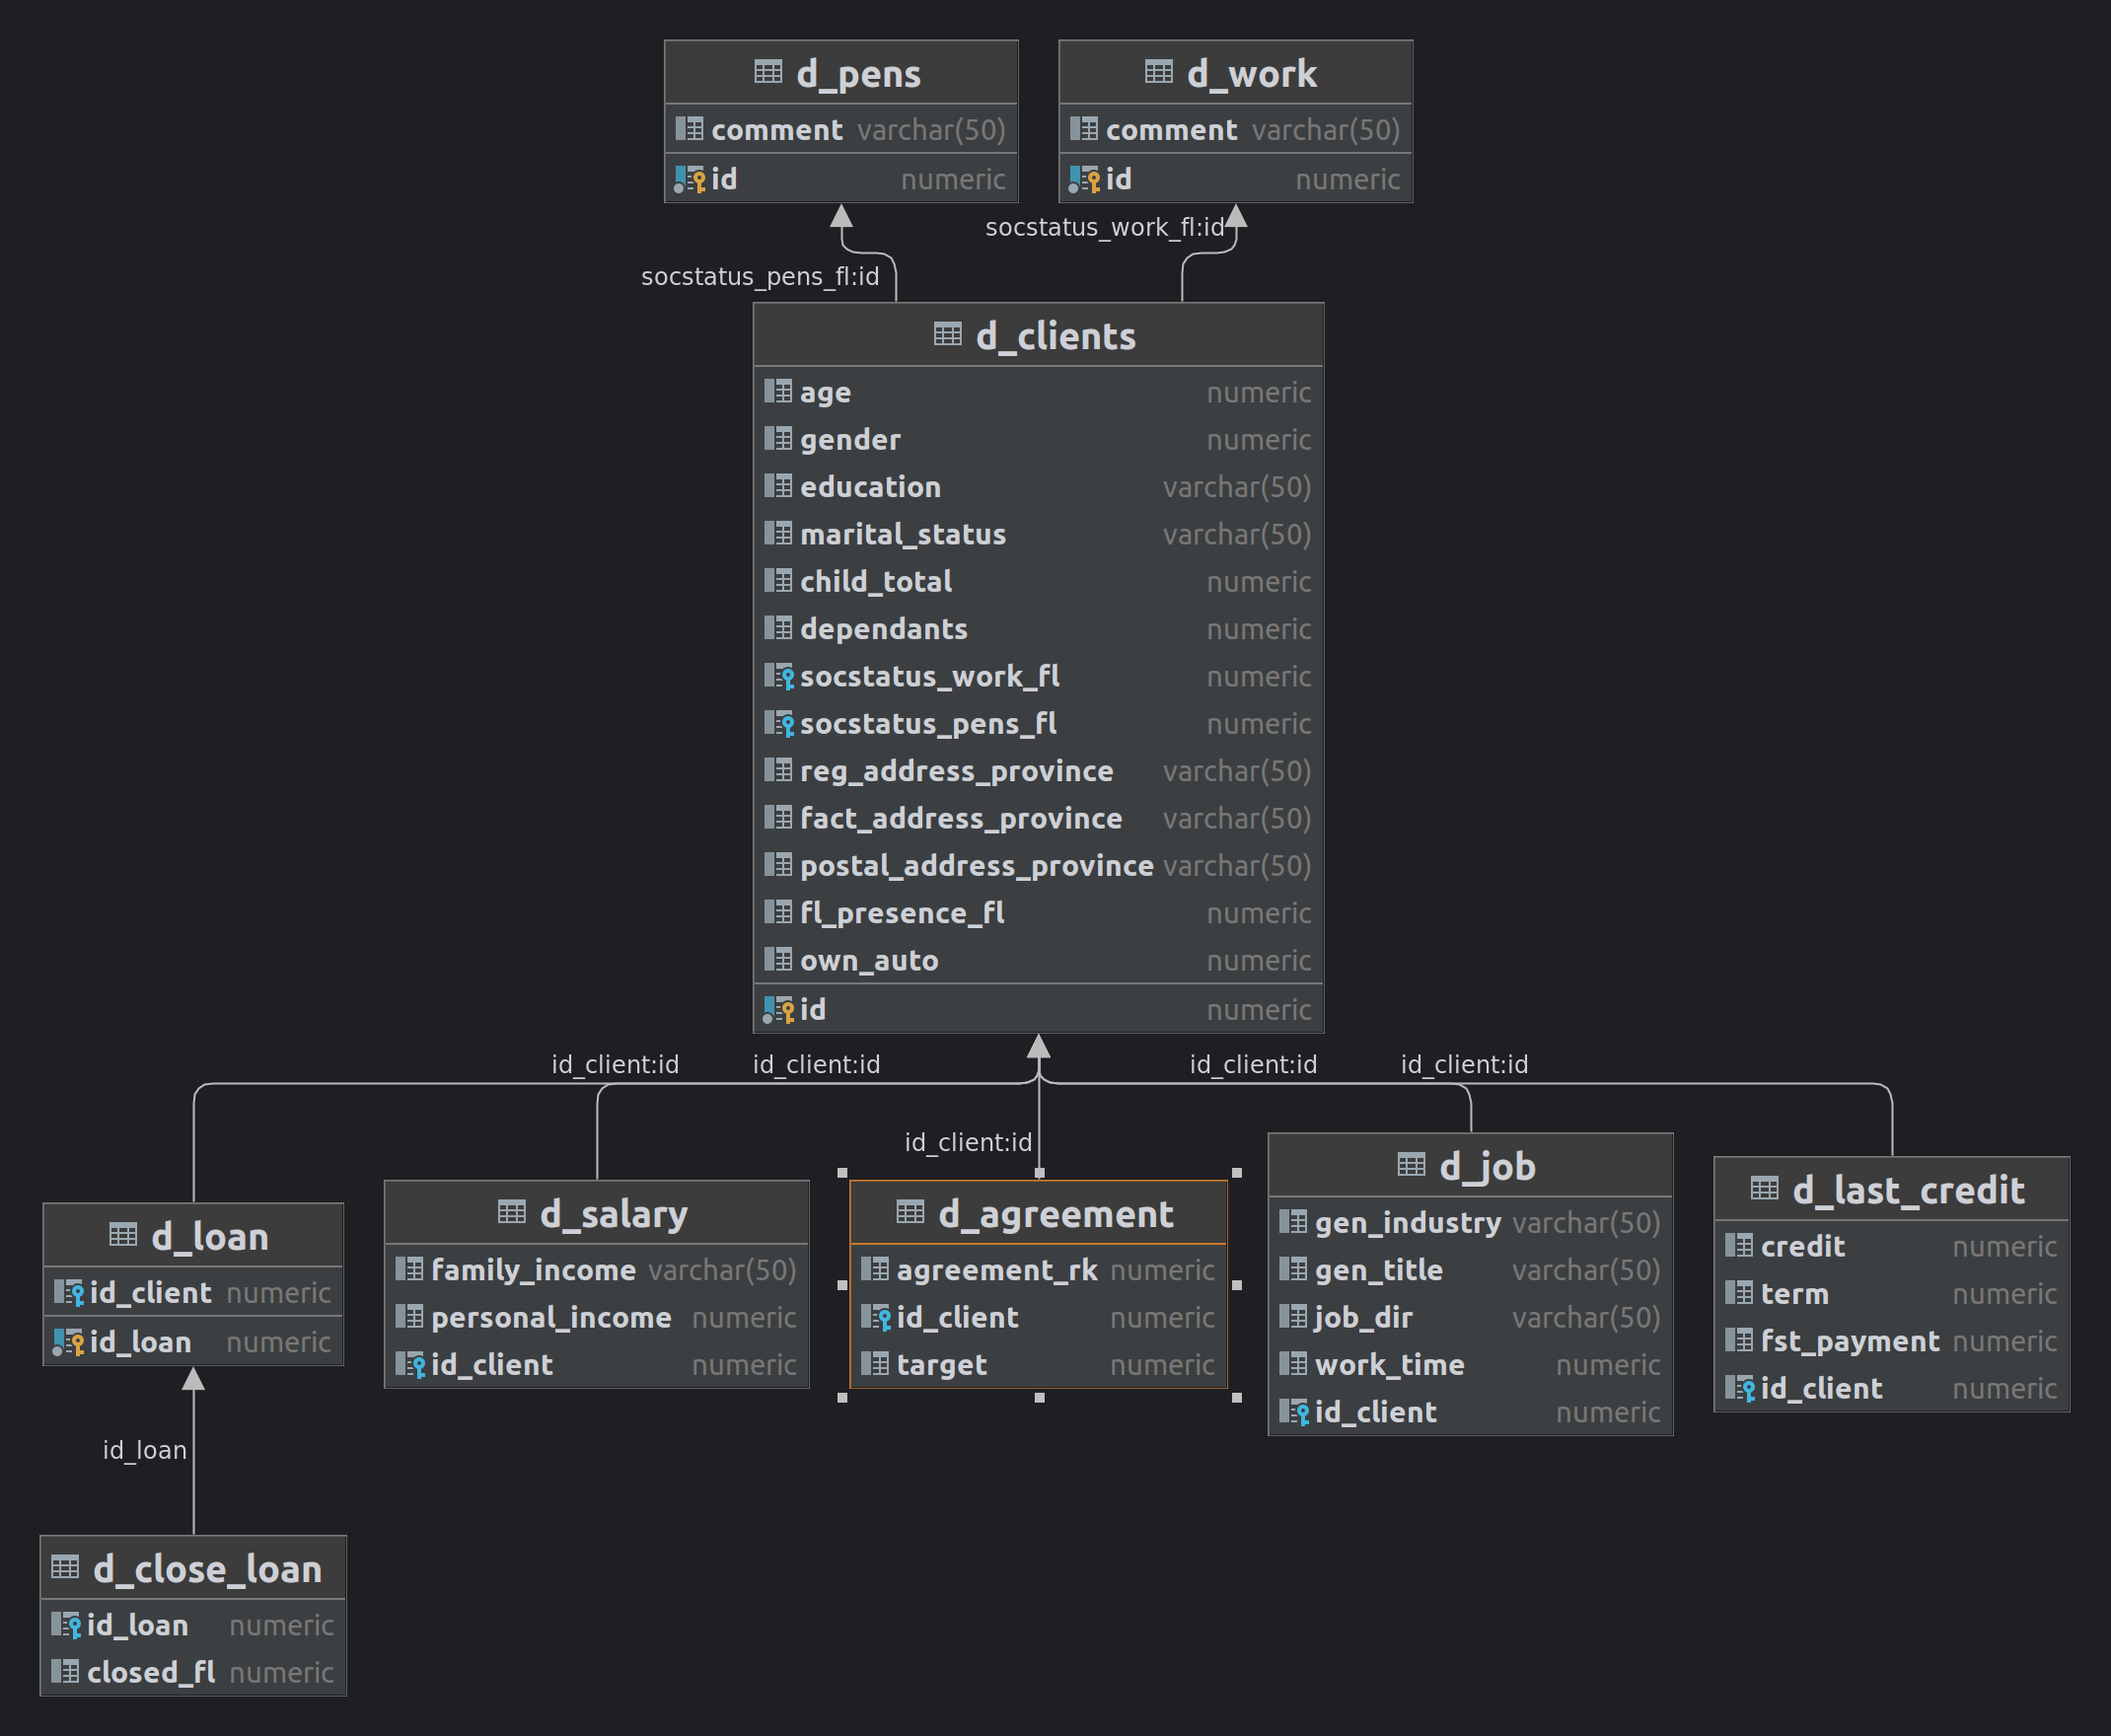 d_pens
comment varchar(50)
id numeric
d_work
comment varchar(50)
id numeric
socstatus_work_fl:id
socstatus_pens_fl:id
d_clients
age numeric
gender numeric
education varchar(50)
marital_status varchar(50)
child_total numeric
dependants numeric
socstatus_work_fl numeric
socstatus_pens_fl numeric
reg_address_province varchar(50)
fact_address_province varchar(50)
postal_address_province varchar(50)
fl_presence_fl numeric
own_auto numeric
id numeric
id_client:id
id_client:id
id_client:id
id_client:id
id_client:id
d_loan
id_client numeric
id_loan numeric
d_salary
family_income varchar(50)
personal_income numeric
id_client numeric
d_agreement
agreement_rk numeric
id_client numeric
target numeric
d_job
gen_industry varchar(50)
gen_title varchar(50)
job_dir varchar(50)
work_time numeric
id_client numeric
d_last_credit
credit numeric
term numeric
fst_payment numeric
id_client numeric
id_loan
d_close_loan
id_loan numeric
closed_fl numeric